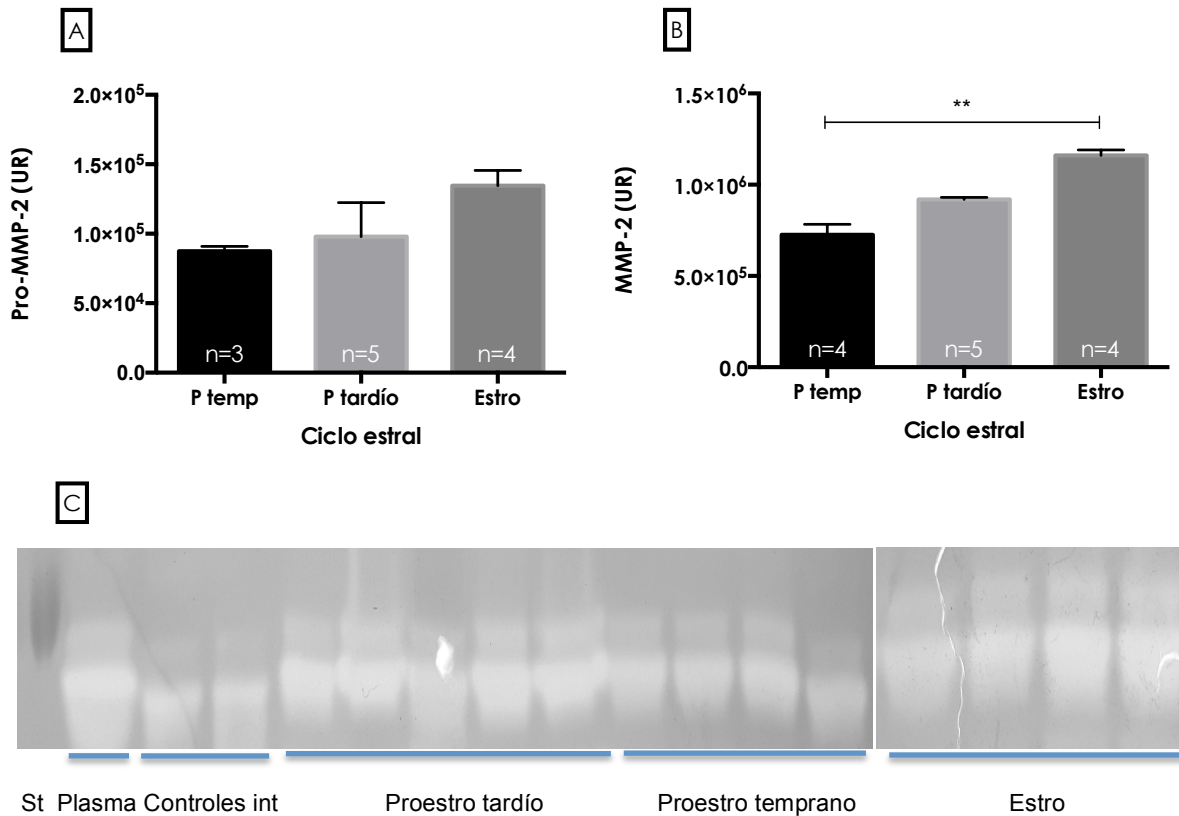 A
Pro-MMP-2 (UR)
2.0×10⁵
1.5×10⁵
1.0×10⁵
5.0×10⁴
0.0
n=3 n=5 n=4
P temp P tardío Estro
Ciclo estral
B
MMP-2 (UR)
1.5×10⁶
1.0×10⁶
5.0×10⁵
0.0
**
n=4 n=5 n=4
P temp P tardío Estro
Ciclo estral
C
St Plasma Controles int Proestro tardío Proestro temprano Estro